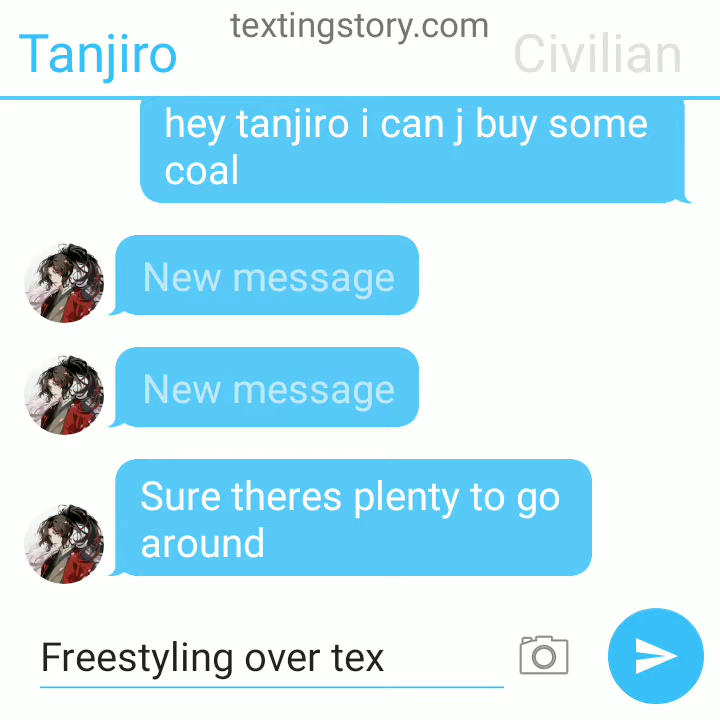 textingstory.com
Tanjiro
Civilian
hey tanjiro i can j buy some
coal
New message
New message
Sure theres plenty to go
around
Freestyling over tex